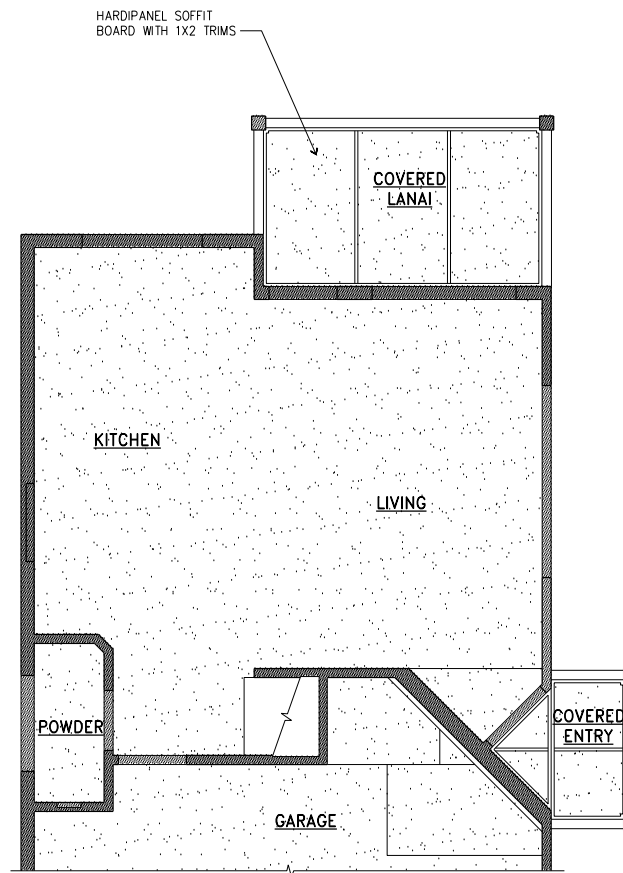 HARDIPANEL SOFFIT
BOARD WITH 1X2 TRIMS
COVERED
LANAI
KITCHEN
LIVING
POWDER
COVERED
ENTRY
GARAGE